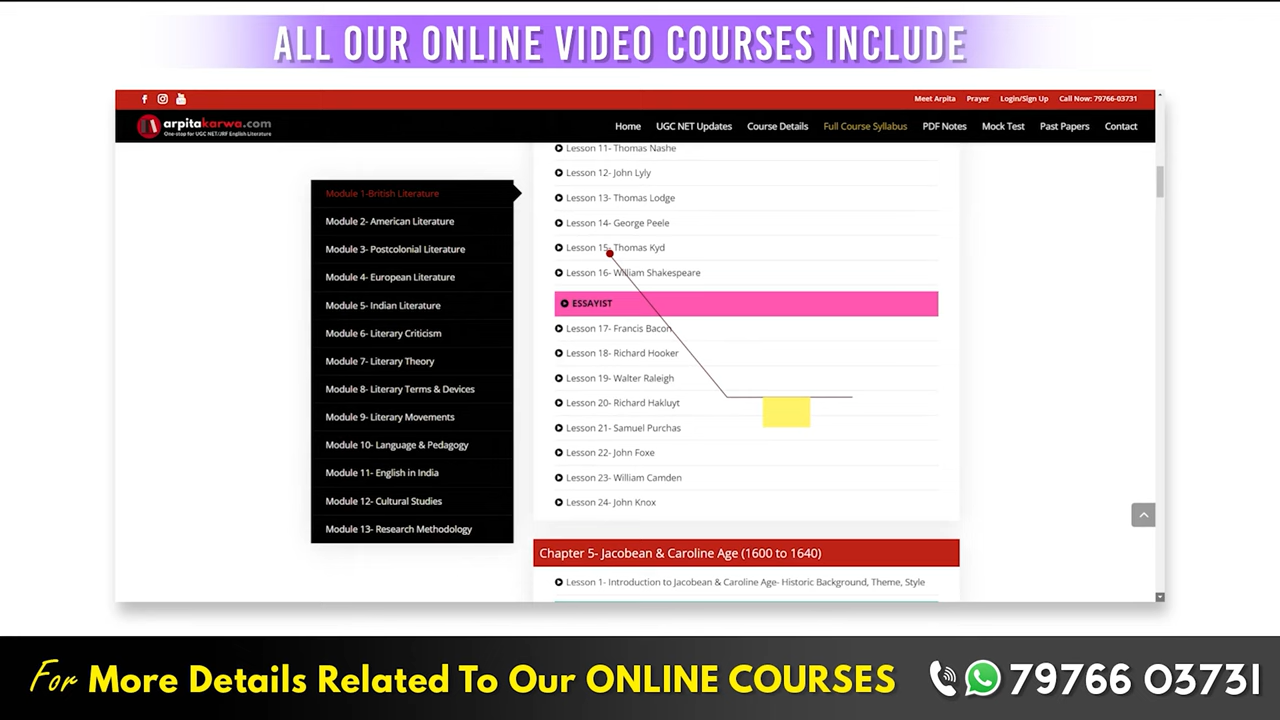 ALL OUR ONLINE VIDEO COURSES INCLUDE
Meet Arpita Prayer Login/Sign Up Call Now: 79766-03731
arpitakarwa.com
One-stop for UGC NET/JRF English Literature
Home UGC NET Updates Course Details Full Course Syllabus PDF Notes Mock Test Past Papers Contact
Module 1-British Literature
Module 2- American Literature
Module 3- Postcolonial Literature
Module 4- European Literature
Module 5- Indian Literature
Module 6- Literary Criticism
Module 7- Literary Theory
Module 8- Literary Terms & Devices
Module 9- Literary Movements
Module 10- Language & Pedagogy
Module 11- English in India
Module 12- Cultural Studies
Module 13- Research Methodology
Lesson 11- Thomas Nashe
Lesson 12- John Lyly
Lesson 13- Thomas Lodge
Lesson 14- George Peele
Lesson 15- Thomas Kyd
Lesson 16- William Shakespeare
ESSAYIST
Lesson 17- Francis Bacon
Lesson 18- Richard Hooker
Lesson 19- Walter Raleigh
Lesson 20- Richard Hakluyt
Lesson 21- Samuel Purchas
Lesson 22- John Foxe
Lesson 23- William Camden
Lesson 24- John Knox
Chapter 5- Jacobean & Caroline Age (1600 to 1640)
Lesson 1- Introduction to Jacobean & Caroline Age- Historic Background, Theme, Style
For More Details Related To Our ONLINE COURSES 79766 03731